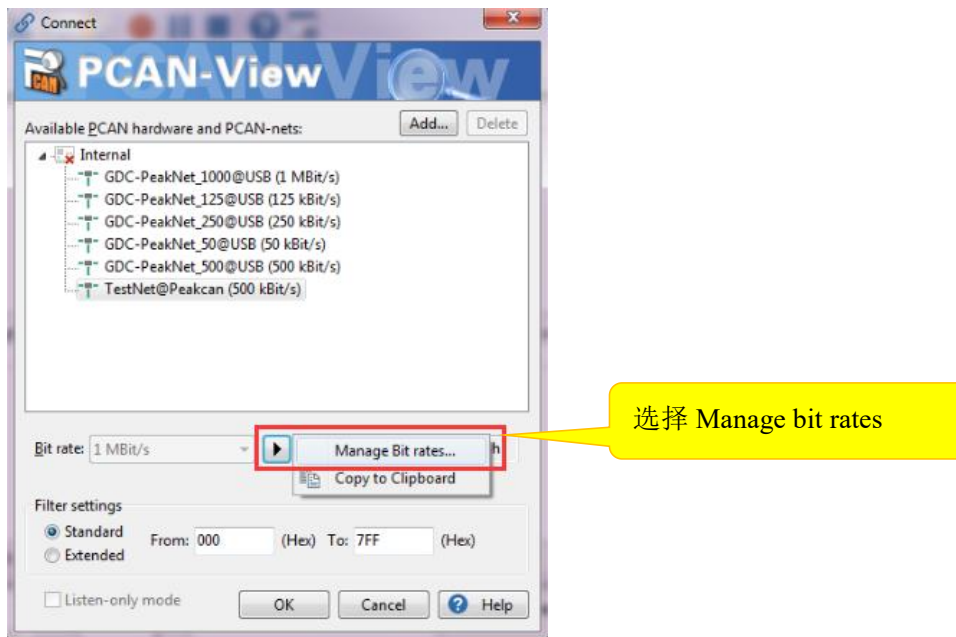 Connect
PCAN-View
Available PCAN hardware and PCAN-nets:
Add...
Delete
Internal
GDC-PeakNet_1000@USB (1 MBit/s)
GDC-PeakNet_125@USB (125 kBit/s)
GDC-PeakNet_250@USB (250 kBit/s)
GDC-PeakNet_50@USB (50 kBit/s)
GDC-PeakNet_500@USB (500 kBit/s)
TestNet@Peakcan (500 kBit/s)
选择 Manage bit rates
Bit rate: 1 MBit/s
Manage Bit rates...
h
Copy to Clipboard
Filter settings
Standard
Extended
From: 000 (Hex) To: 7FF (Hex)
Listen-only mode
OK
Cancel
Help